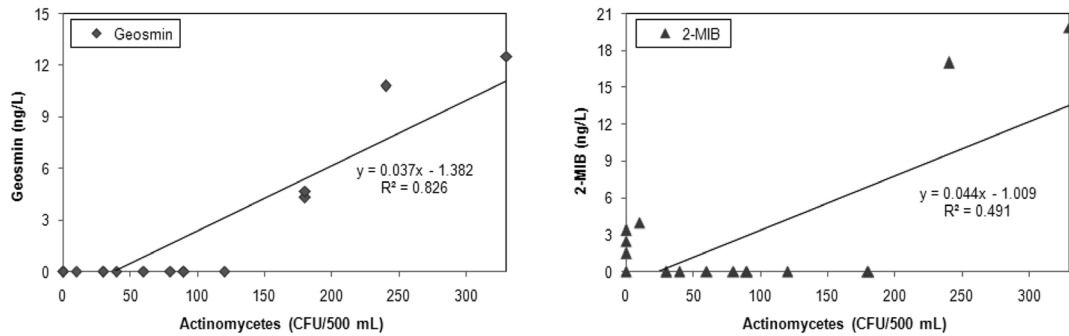 Geosmin
15
12
9
6
3
0
Geosmin (ng/L)
y = 0.037x - 1.382
R² = 0.826
0 50 100 150 200 250 300
Actinomycetes (CFU/500 mL)
2-MIB
21
18
15
12
9
6
3
0
2-MIB (ng/L)
y = 0.044x - 1.009
R² = 0.491
0 50 100 150 200 250 300
Actinomycetes (CFU/500 mL)